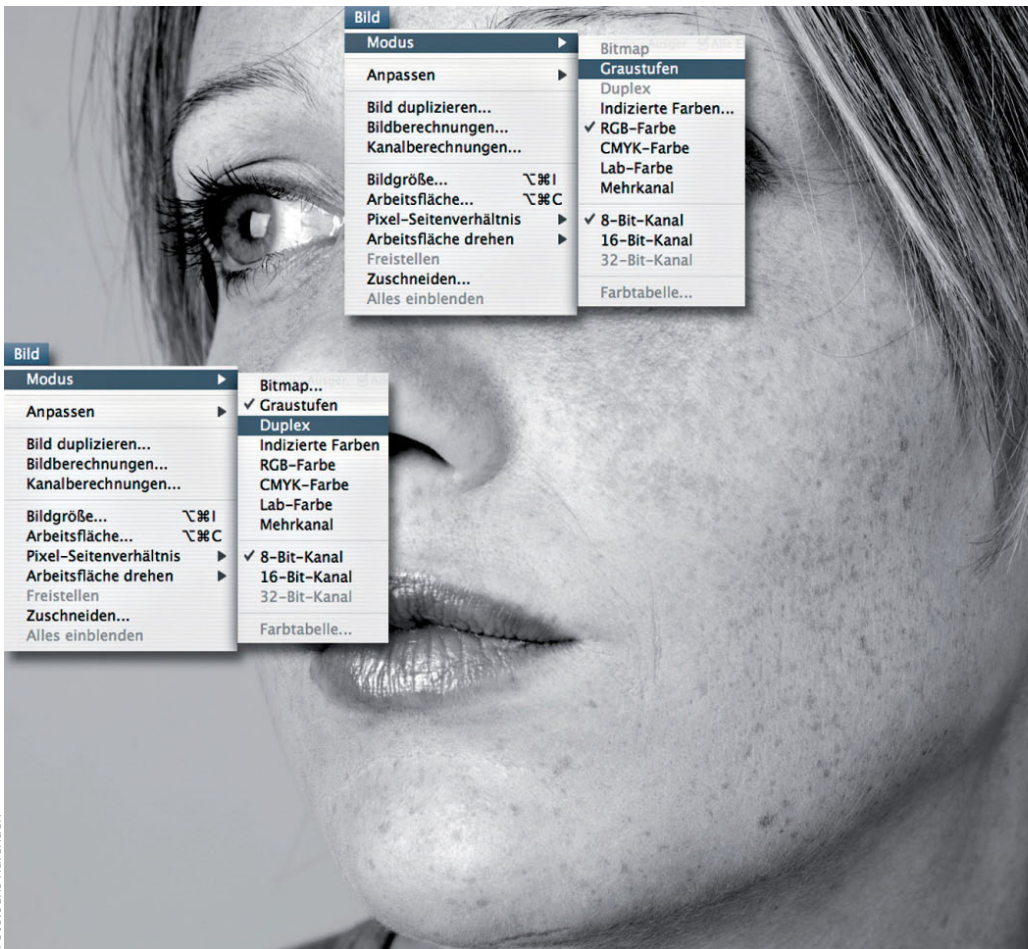 Bild
Modus
Anpassen
Bild duplizieren...
Bildberechnungen...
Kanalberechnungen...
Bildgröße... ⌥⌘I
Arbeitsfläche... ⌥⌘C
Pixel-Seitenverhältnis
Arbeitsfläche drehen
Freistellen
Zuschneiden...
Alles einblenden
Bitmap
Graustufen
Duplex
Indizierte Farben...
✓ RGB-Farbe
CMYK-Farbe
Lab-Farbe
Mehrkanal
✓ 8-Bit-Kanal
16-Bit-Kanal
32-Bit-Kanal
Farbtabelle...
Bild
Modus
Anpassen
Bild duplizieren...
Bildberechnungen...
Kanalberechnungen...
Bildgröße... ⌥⌘I
Arbeitsfläche... ⌥⌘C
Pixel-Seitenverhältnis
Arbeitsfläche drehen
Freistellen
Zuschneiden...
Alles einblenden
Bitmap...
✓ Graustufen
Duplex
Indizierte Farben
RGB-Farbe
CMYK-Farbe
Lab-Farbe
Mehrkanal
✓ 8-Bit-Kanal
16-Bit-Kanal
32-Bit-Kanal
Farbtabelle...